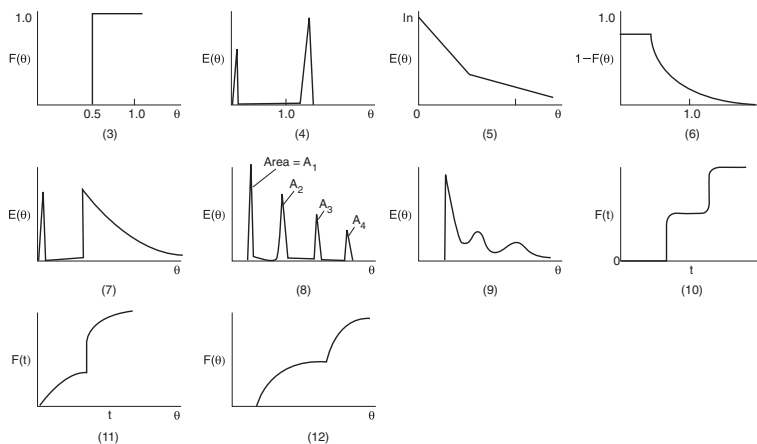 1.0
F(θ)
0.5 1.0 θ
(3)
E(θ)
1.0 θ
(4)
ln
E(θ)
0 θ
(5)
1.0
1–F(θ)
1.0
(6)
E(θ)
θ
(7)
Area = A₁
A₂
A₃
A₄
E(θ)
θ
(8)
E(θ)
θ
(9)
F(t)
0
t
(10)
F(t)
t θ
(11)
F(θ)
θ
(12)